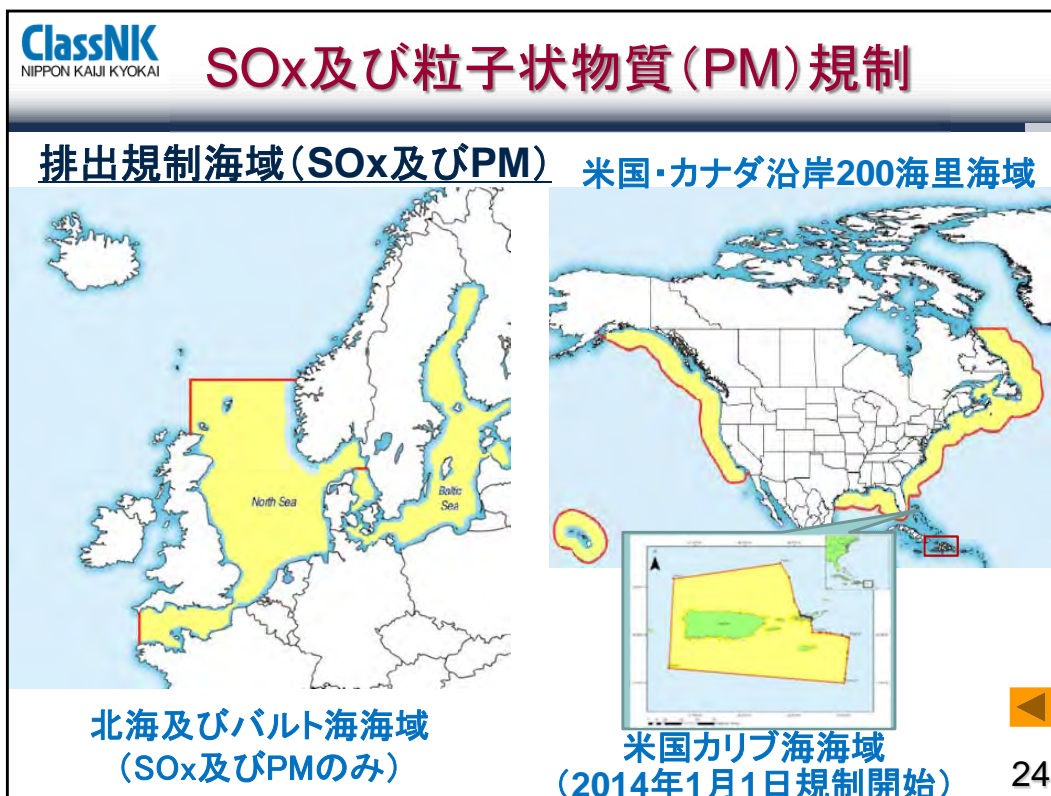 ClassNK
NIPPON KAIJI KYOKAI
SOx及び粒子状物質（PM）規制
排出規制海域（SOx及びPM）
米国・カナダ沿岸200海里海域
North Sea
Baltic
Sea
北海及びバルト海海域
（SOx及びPMのみ）
米国カリブ海海域
（2014年1月1日規制開始）
24